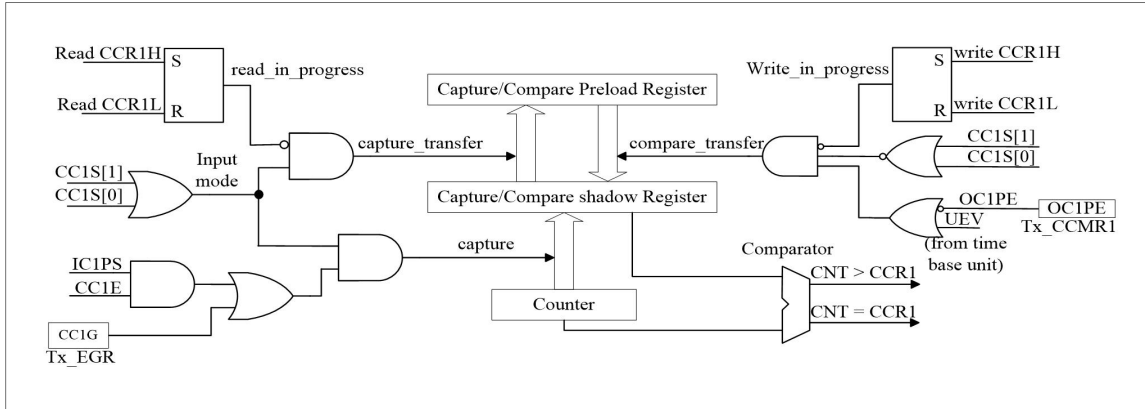 Read CCR1H
S
read_in_progress
Read CCR1L
R
Capture/Compare Preload Register
Write_in_progress
S
write CCR1H
R
write CCR1L
capture_transfer
compare_transfer
CC1S[1]
CC1S[0]
Input
mode
CC1S[1]
CC1S[0]
Capture/Compare shadow Register
OC1PE
OC1PE
UEV
Tx_CCMR1
(from time
base unit)
capture
Comparator
IC1PS
CC1E
CNT > CCR1
Counter
CC1G
CNT = CCR1
Tx_EGR